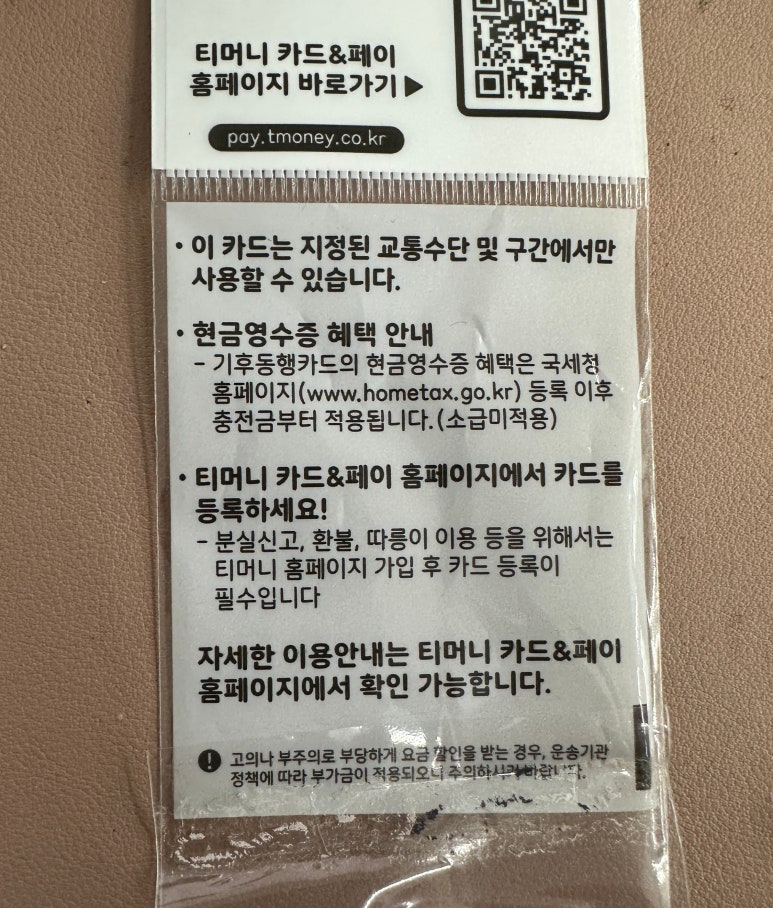 티머니 카드&페이
홈페이지 바로가기▶
pay.tmoney.co.kr
• 이 카드는 지정된 교통수단 및 구간에서만
사용할 수 있습니다.
• 현금영수증 혜택 안내
- 기후동행카드의 현금영수증 혜택은 국세청
홈페이지(www.hometax.go.kr) 등록 이후
충전금부터 적용됩니다.(소급미적용)
• 티머니 카드&페이 홈페이지에서 카드를
등록하세요!
- 분실신고, 환불, 따릉이 이용 등을 위해서는
티머니 홈페이지 가입 후 카드 등록이
필수입니다
자세한 이용안내는 티머니 카드&페이
홈페이지에서 확인 가능합니다.
! 고의나 부주의로 부당하게 요금 할인을 받는 경우, 운송기관
정책에 따라 부가금이 적용되오니 주의하시기 바랍니다.